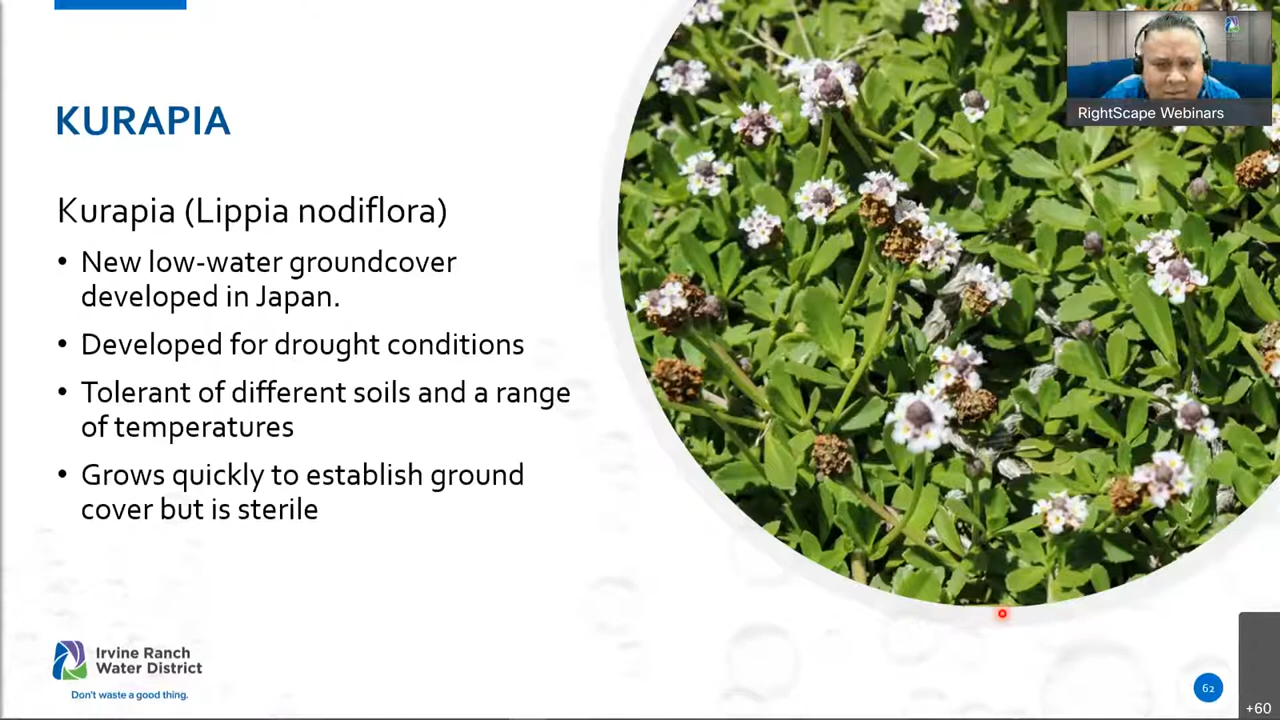 KURAPIA
Kurapia (Lippia nodiflora)
• New low-water groundcover
developed in Japan.
• Developed for drought conditions
• Tolerant of different soils and a range
of temperatures
• Grows quickly to establish ground
cover but is sterile
RightScape Webinars
Irvine Ranch
Water District
Don't waste a good thing.
62
+60